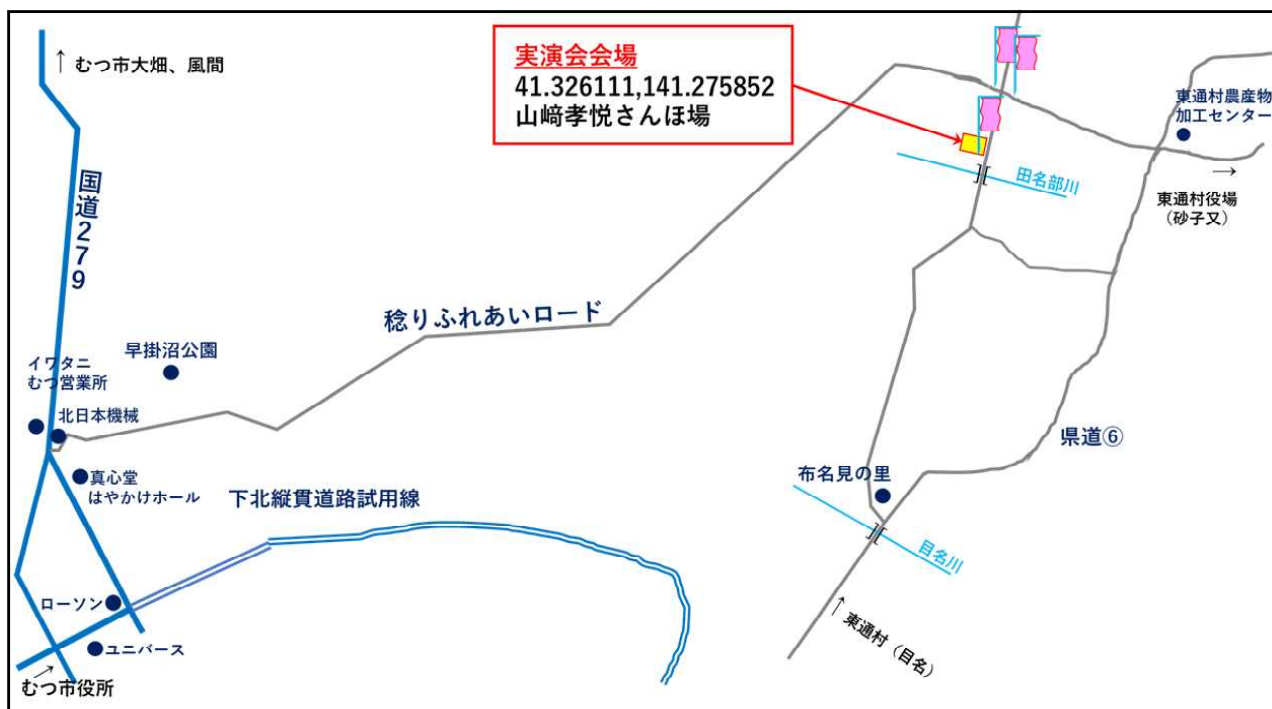 実演会会場
41.326111,141.275852
山﨑孝悦さんほ場
↑ むつ市大畑、風間
国道279
東通村農産物
加工センター
田名部川
→
東通村役場
（砂子又）
稔りふれあいロード
早掛沼公園
イワタニ
むつ営業所
北日本機械
県道⑥
真心堂
はやかけホール
布名見の里
下北縦貫道路試用線
目名川
ローソン
↑ 東通村（目名）
ユニバース
→
むつ市役所